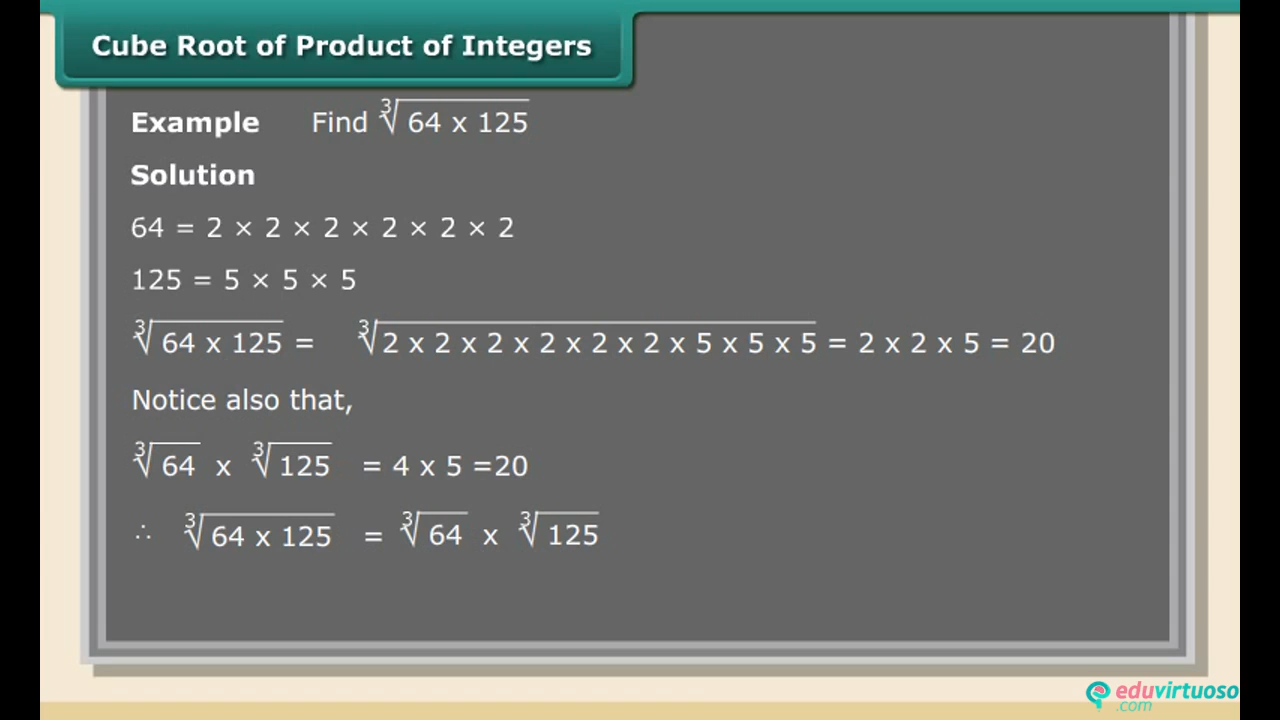 Cube Root of Product of Integers
Example Find ∛64 x 125
Solution
64 = 2 × 2 × 2 × 2 × 2 × 2
125 = 5 × 5 × 5
∛64 x 125 = ∛2 x 2 x 2 x 2 x 2 x 2 x 5 x 5 x 5 = 2 x 2 x 5 = 20
Notice also that,
∛64 x ∛125 = 4 x 5 =20
∴ ∛64 x 125 = ∛64 x ∛125
eduvirtuoso
.com